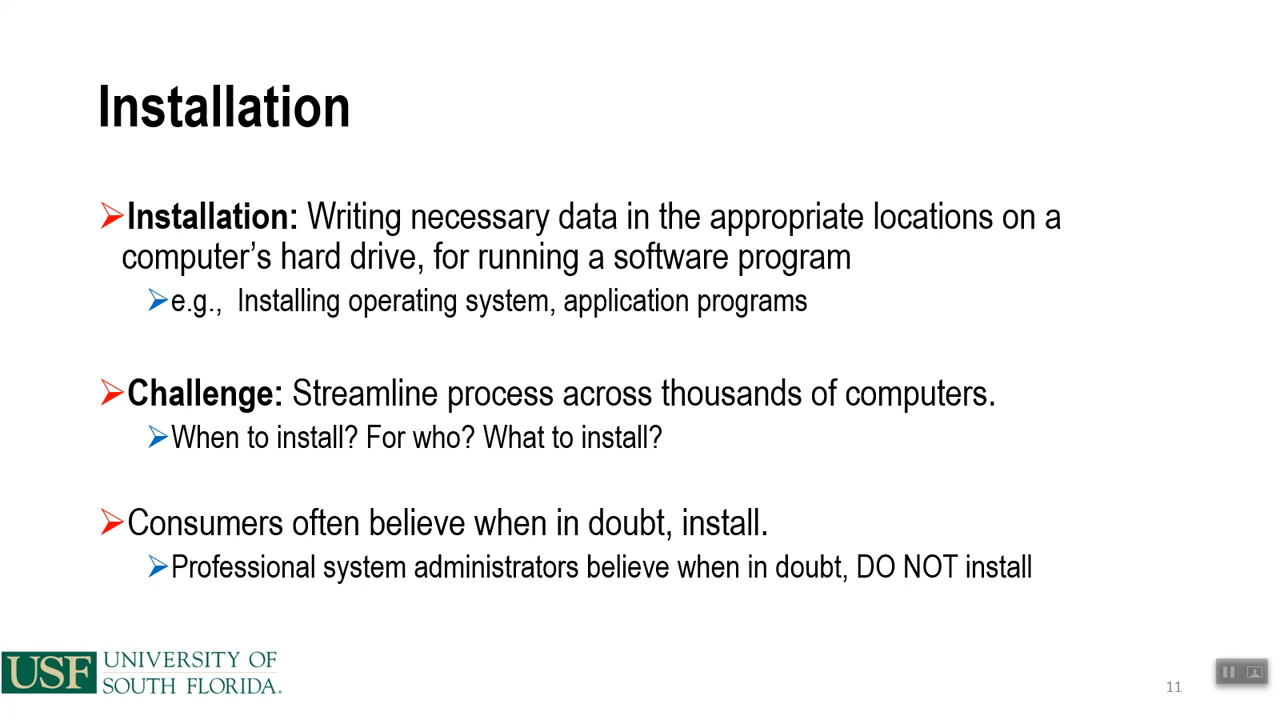 Installation
Installation: Writing necessary data in the appropriate locations on a
computer’s hard drive, for running a software program
e.g., Installing operating system, application programs
Challenge: Streamline process across thousands of computers.
When to install? For who? What to install?
Consumers often believe when in doubt, install.
Professional system administrators believe when in doubt, DO NOT install
USF UNIVERSITY OF
SOUTH FLORIDA.
11